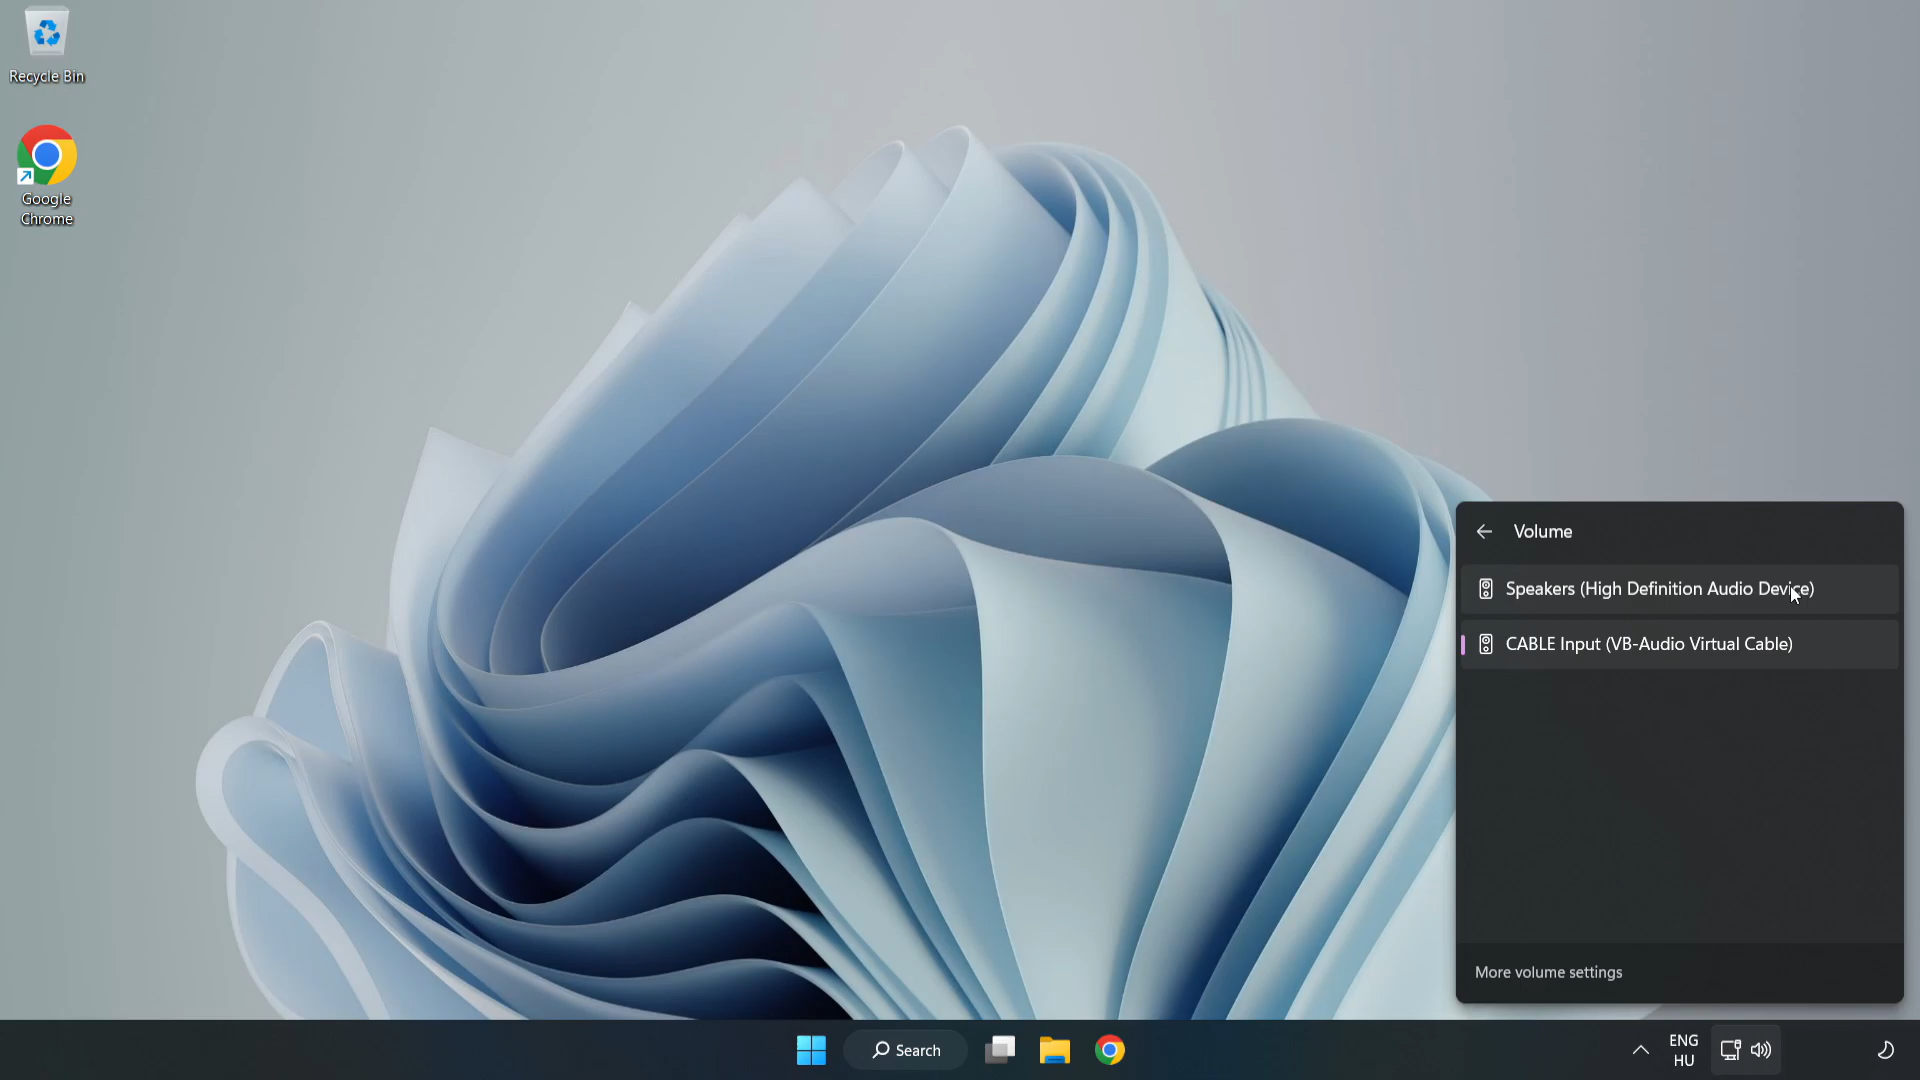 Recycle Bin
Google
Chrome
Volume
Speakers (High Definition Audio Device)
CABLE Input (VB-Audio Virtual Cable)
More volume settings
Search
ENG
HU